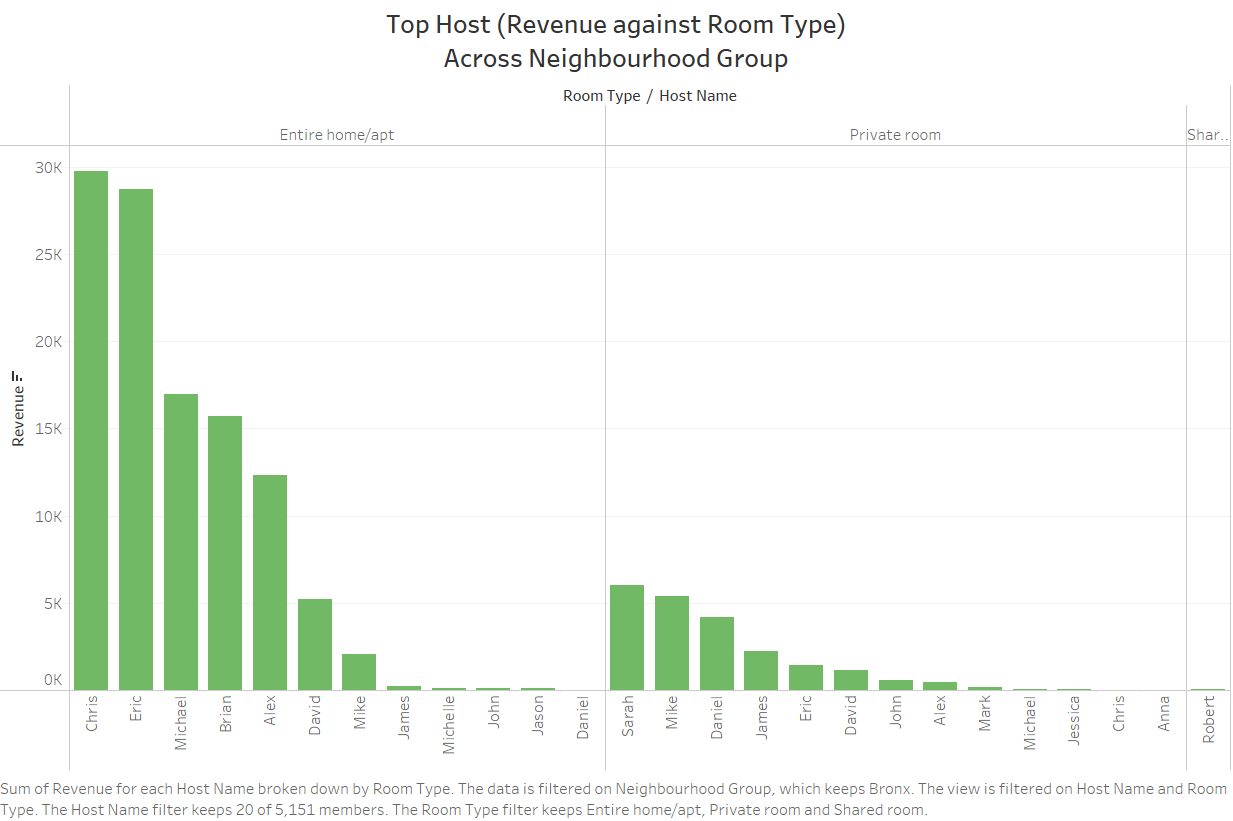 Top Host (Revenue against Room Type)
Across Neighbourhood Group
Room Type / Host Name
Entire home/apt
Private room
Shar..
30K
25K
20K
15K
10K
5K
0K
Revenue
Chris
Eric
Michael
Brian
Alex
David
Mike
James
Michelle
John
Jason
Daniel
Sarah
Mike
Daniel
James
Eric
David
John
Alex
Mark
Michael
Jessica
Chris
Anna
Robert
Sum of Revenue for each Host Name broken down by Room Type. The data is filtered on Neighbourhood Group, which keeps Bronx. The view is filtered on Host Name and Room
Type. The Host Name filter keeps 20 of 5,151 members. The Room Type filter keeps Entire home/apt, Private room and Shared room.